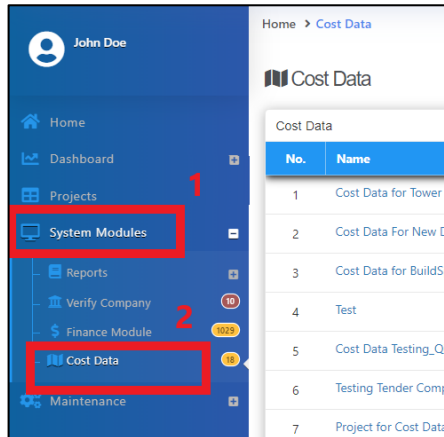 John Doe
Home
Dashboard
Projects
1
System Modules
Reports
Verify Company 10
2
Finance Module 1029
Cost Data 18
Maintenance
Home > Cost Data
Cost Data
Cost Data
No. Name
1 Cost Data for Tower
2 Cost Data For New
3 Cost Data for BuildS
4 Test
5 Cost Data Testing_Q
6 Testing Tender Comp
7 Project for Cost Data